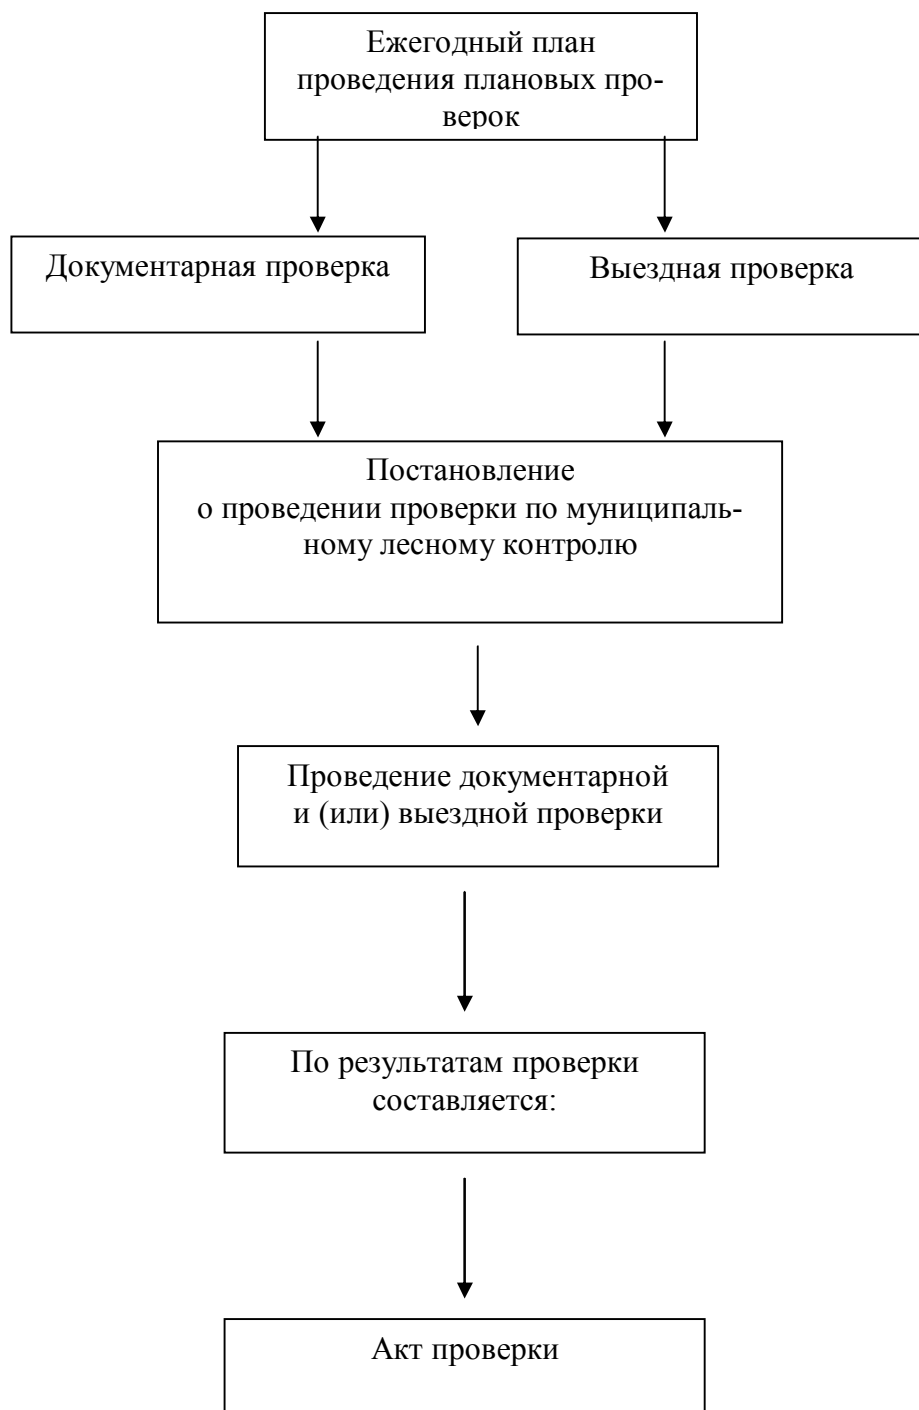 Ежегодный план
проведения плановых про-
верок
Документарная проверка
Выездная проверка
Постановление
о проведении проверки по муниципаль-
ному лесному контролю
Проведение документарной
и (или) выездной проверки
По результатам проверки
составляется:
Акт проверки